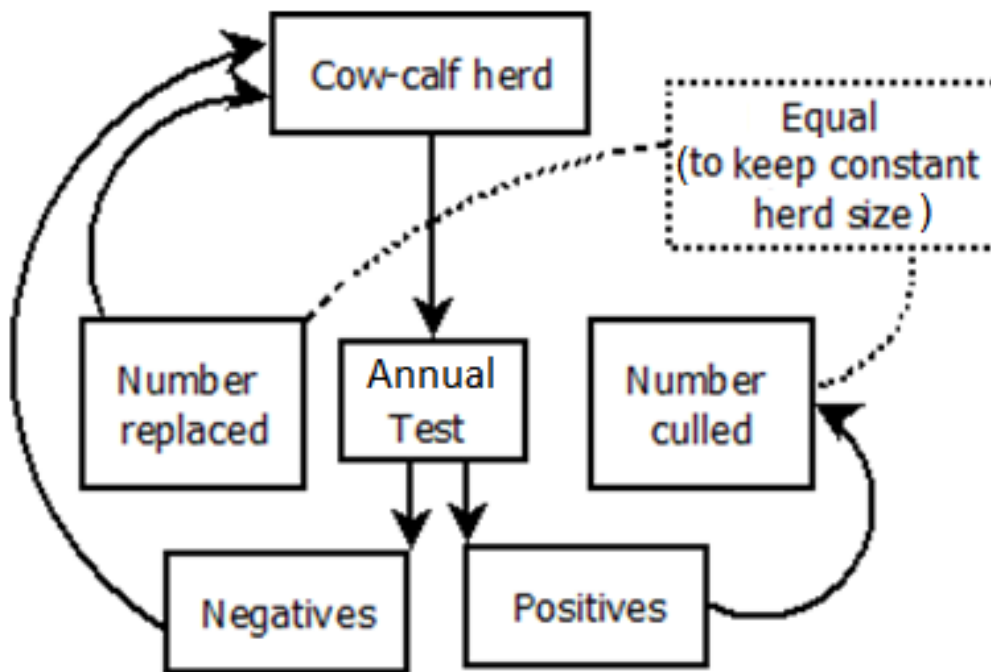 Cow-calf herd
Equal
(to keep constant
herd size)
Number
replaced
Annual
Test
Number
culled
Negatives
Positives